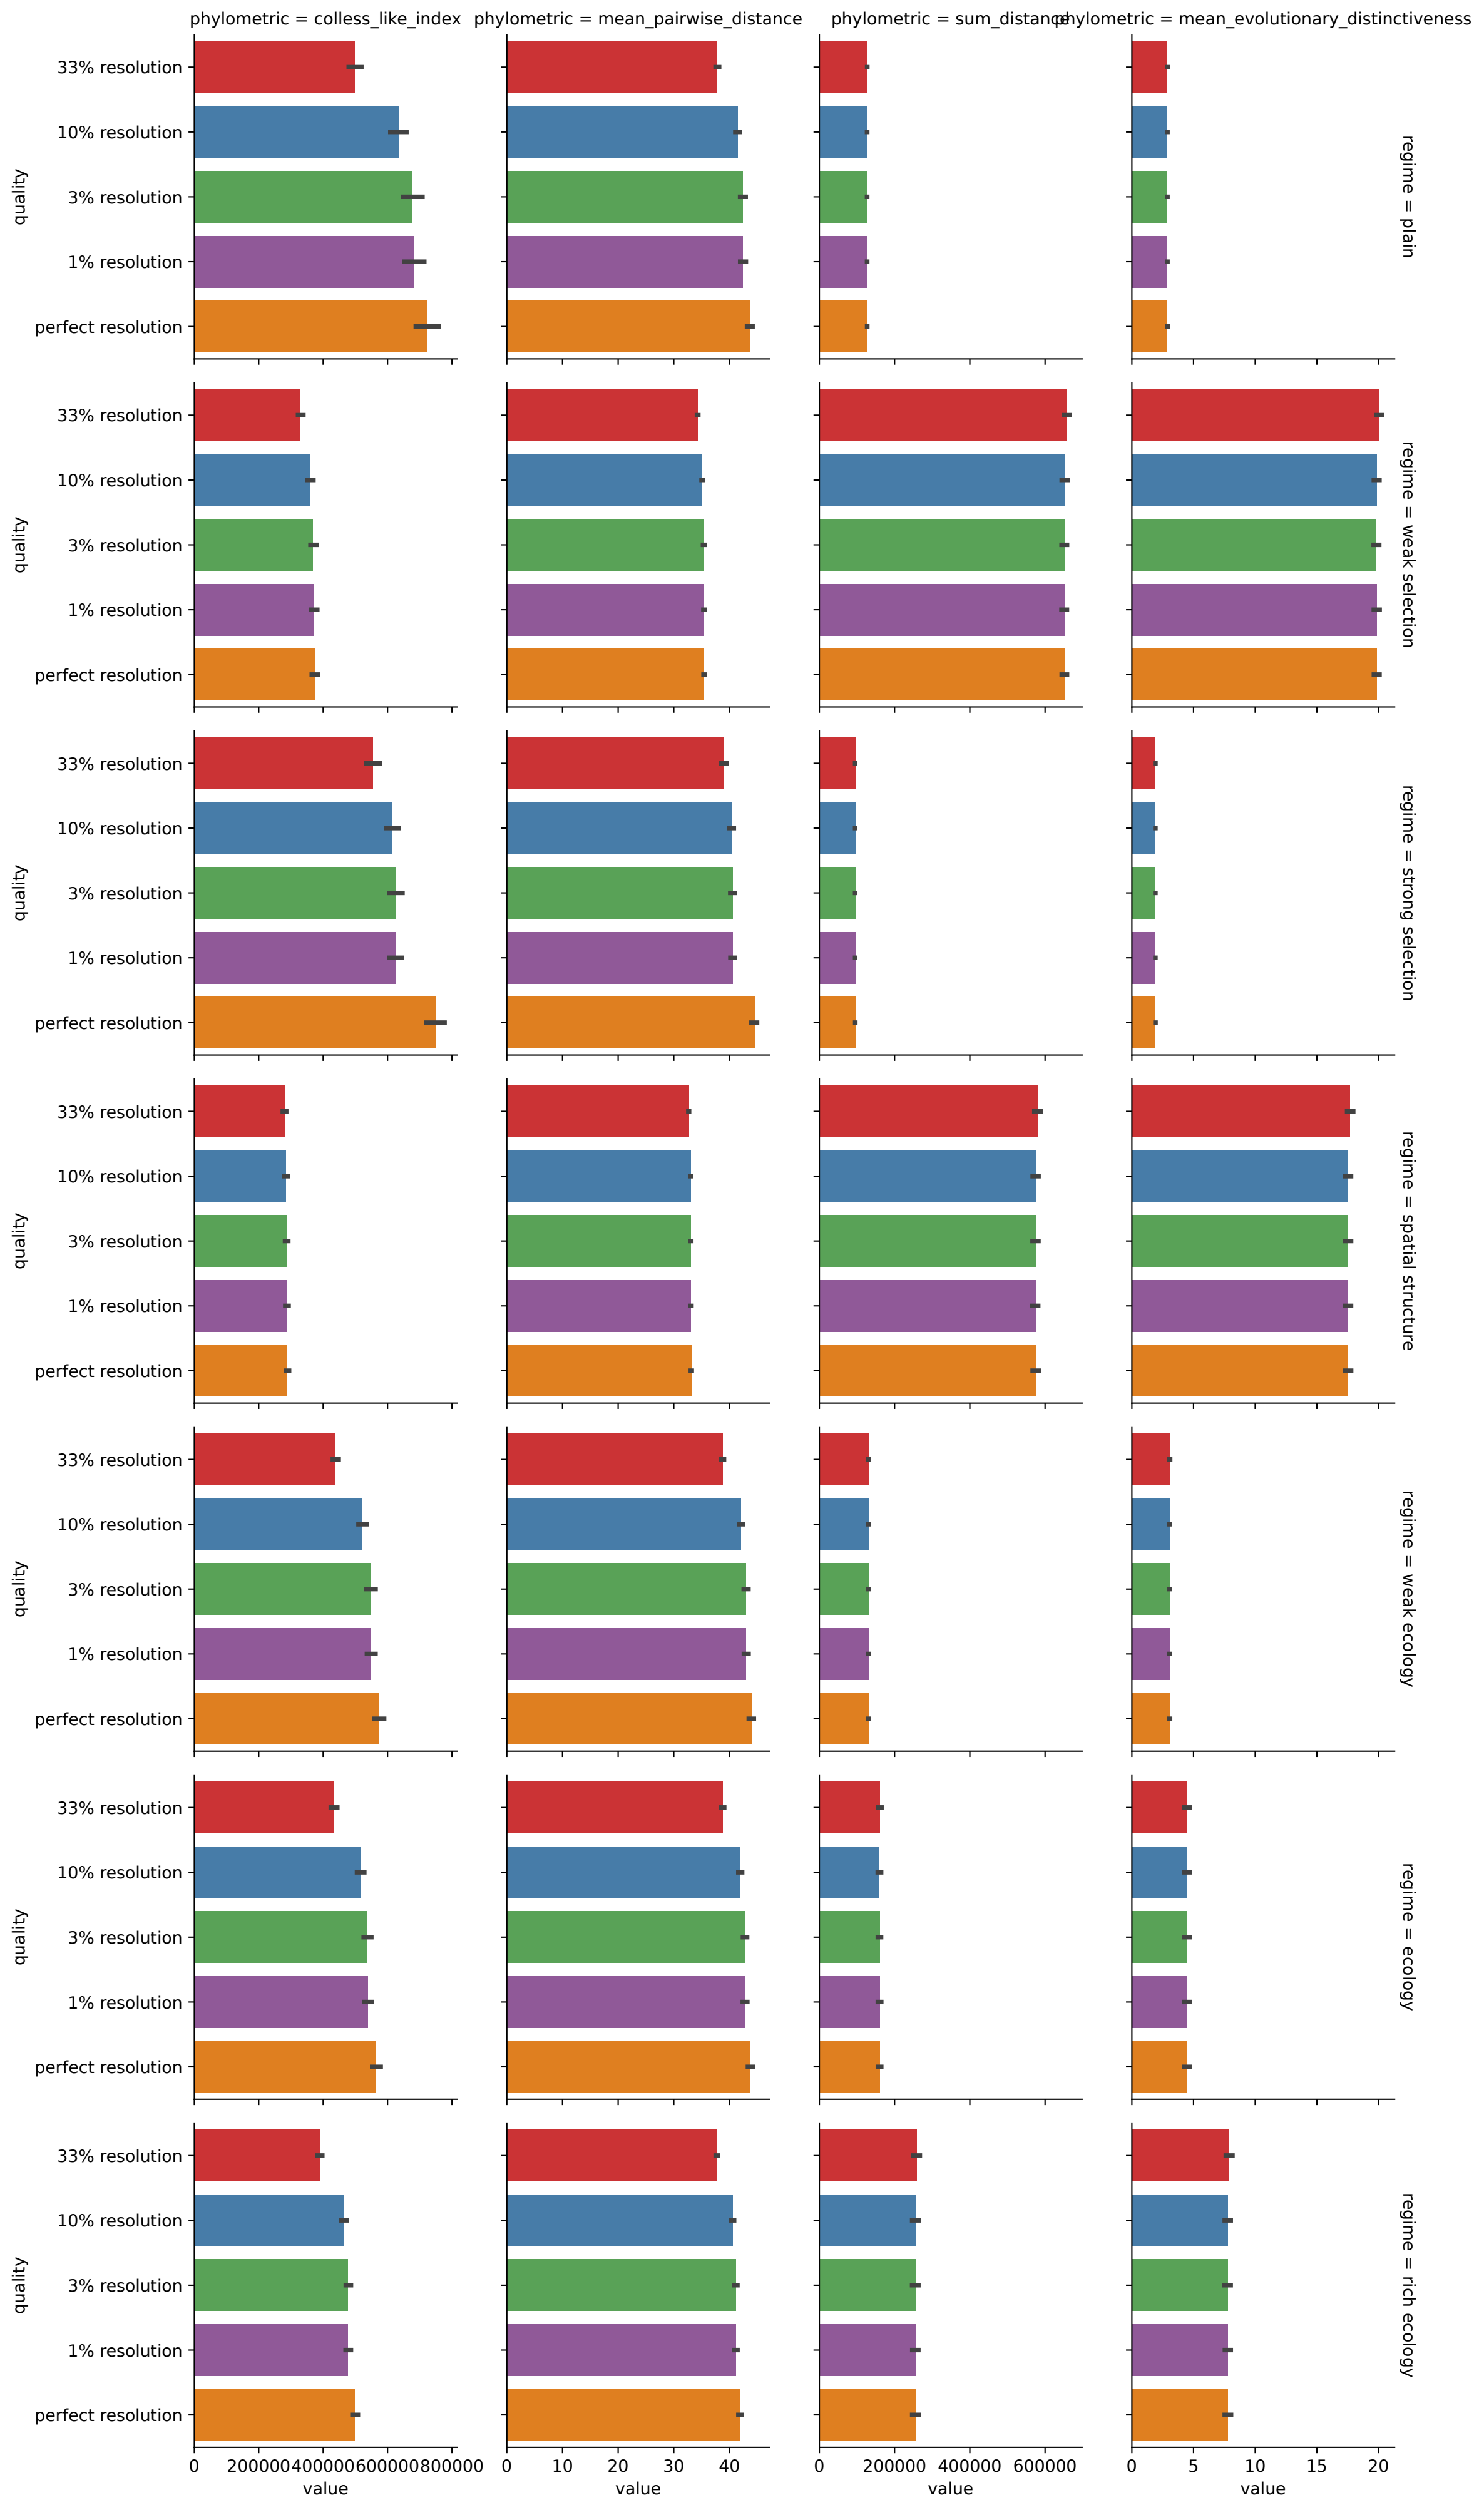 phylometric = colless_like_index
phylometric = mean_pairwise_distance
phylometric = sum_distance
phylometric = mean_evolutionary_distinctiveness
quality
33% resolution
10% resolution
3% resolution
1% resolution
perfect resolution
regime = plain
quality
33% resolution
10% resolution
3% resolution
1% resolution
perfect resolution
regime = weak selection
quality
33% resolution
10% resolution
3% resolution
1% resolution
perfect resolution
regime = strong selection
quality
33% resolution
10% resolution
3% resolution
1% resolution
perfect resolution
regime = spatial structure
quality
33% resolution
10% resolution
3% resolution
1% resolution
perfect resolution
regime = weak ecology
quality
33% resolution
10% resolution
3% resolution
1% resolution
perfect resolution
regime = ecology
quality
33% resolution
10% resolution
3% resolution
1% resolution
perfect resolution
regime = rich ecology
0 200000 400000 600000 800000
0 10 20 30 40
0 200000 400000 600000
0 5 10 15 20
value
value
value
value